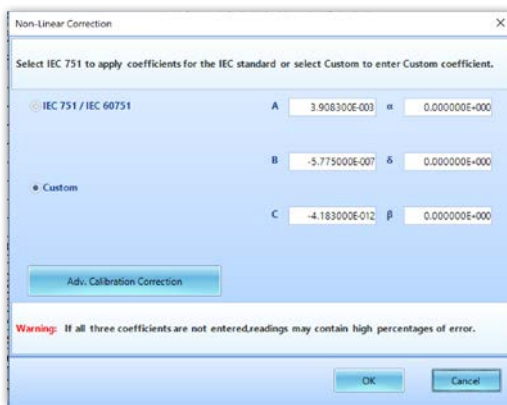 Non-Linear Correction
Select IEC 751 to apply coefficients for the IEC standard or select Custom to enter Custom coefficient.
IEC 751 / IEC 60751
A 3.908300E-003 α 0.000000E+000
B -5.775000E-007 δ 0.000000E+000
Custom
C -4.183000E-012 β 0.000000E+000
Adv. Calibration Correction
Warning: If all three coefficients are not entered,readings may contain high percentages of error.
OK Cancel